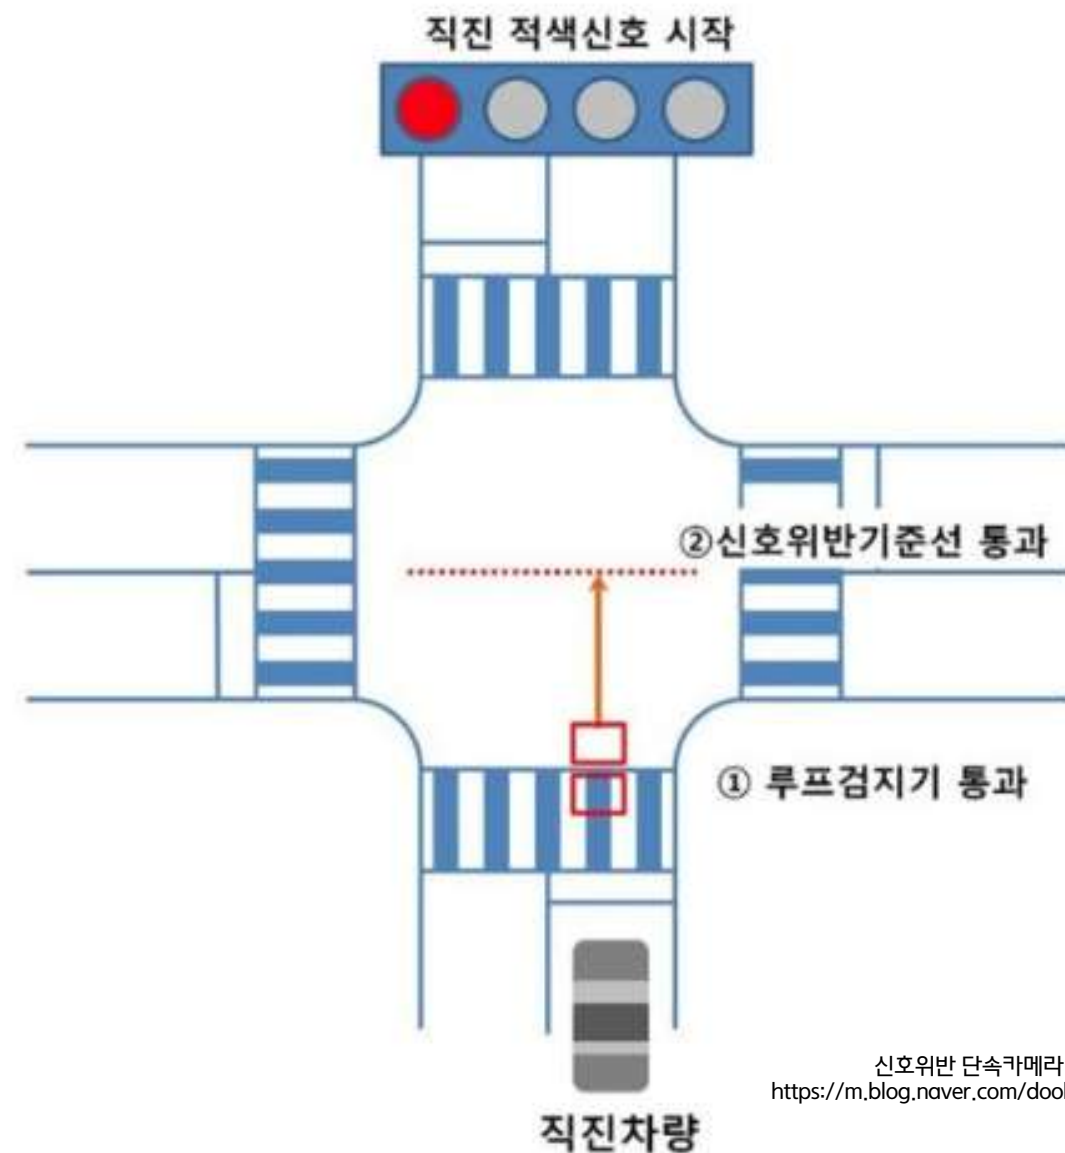 직진 적색신호 시작
②신호위반기준선 통과
① 루프검지기 통과
직진차량
신호위반 단속카메라
https://m.blog.naver.com/dool